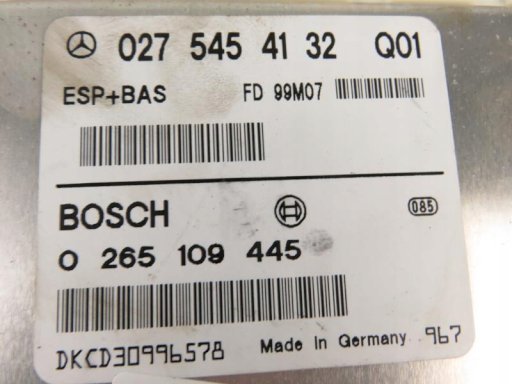 027 545 41 32 Q01
ESP+BAS FD 99M07
BOSCH 085
0 265 109 445
DKCD30996578 Made in Germany 967